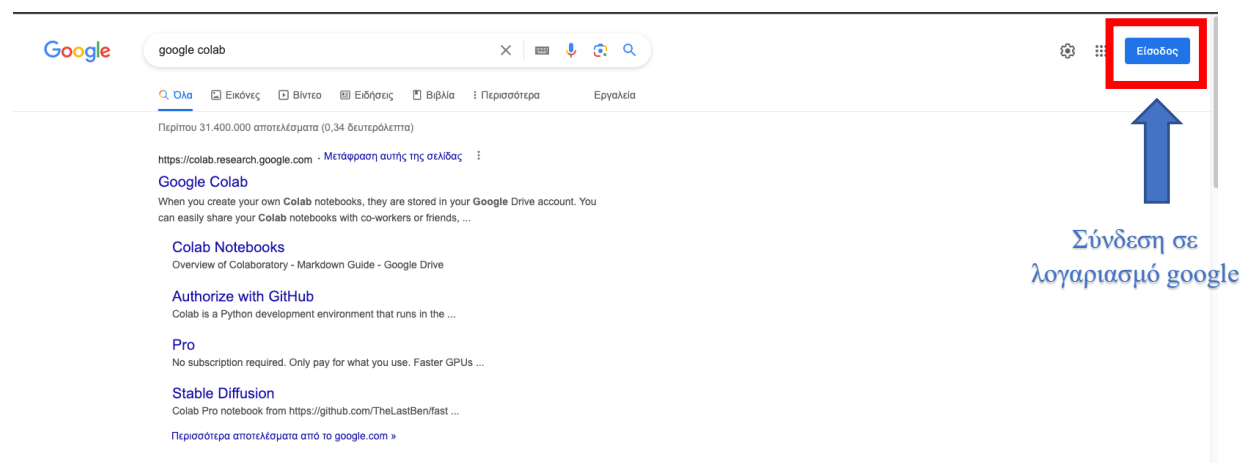 Google
google colab
Είσοδος
Όλα Εικόνες Βίντεο Ειδήσεις Βιβλία Περισσότερα Εργαλεία
Περίπου 31.400.000 αποτελέσματα (0,34 δευτερόλεπτα)
https://colab.research.google.com · Μετάφραση αυτής της σελίδας
Google Colab
When you create your own Colab notebooks, they are stored in your Google Drive account. You
can easily share your Colab notebooks with co-workers or friends, ...
Colab Notebooks
Overview of Colaboratory - Markdown Guide - Google Drive
Authorize with GitHub
Colab is a Python development environment that runs in the ...
Pro
No subscription required. Only pay for what you use. Faster GPUs ...
Stable Diffusion
Colab Pro notebook from https://github.com/TheLastBen/fast ...
Περισσότερα αποτελέσματα από το google.com »
Σύνδεση σε
λογαριασμό google